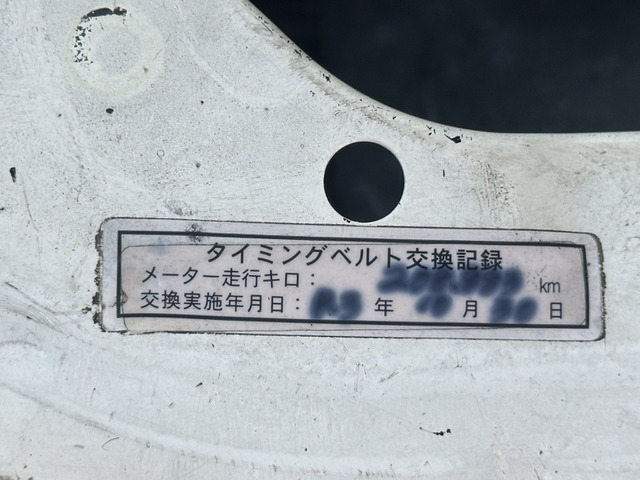 タイミングベルト交換記録
メーター走行キロ： km
交換実施年月日： 年 月 日